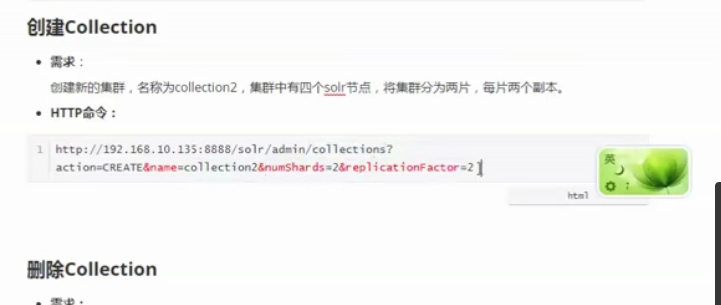 创建Collection
• 需求：
创建新的集群，名称为collection2，集群中有四个solr节点，将集群分为两片，每片两个副本。
• HTTP命令：
1 http://192.168.10.135:8888/solr/admin/collections?
action=CREATE&name=collection2&numShards=2&replicationFactor=2
英
html
删除Collection
• 需求：